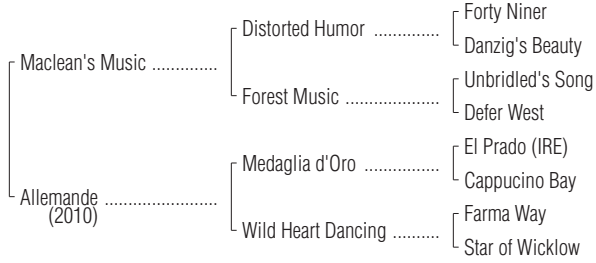 Forty Niner
Distorted Humor ..............
Danzig's Beauty
Maclean's Music ..............
Unbridled's Song
Forest Music ....................
Defer West
El Prado (IRE)
Medaglia d'Oro ................
Cappucino Bay
Allemande ........................
(2010)
Farma Way
Wild Heart Dancing ..........
Star of Wicklow